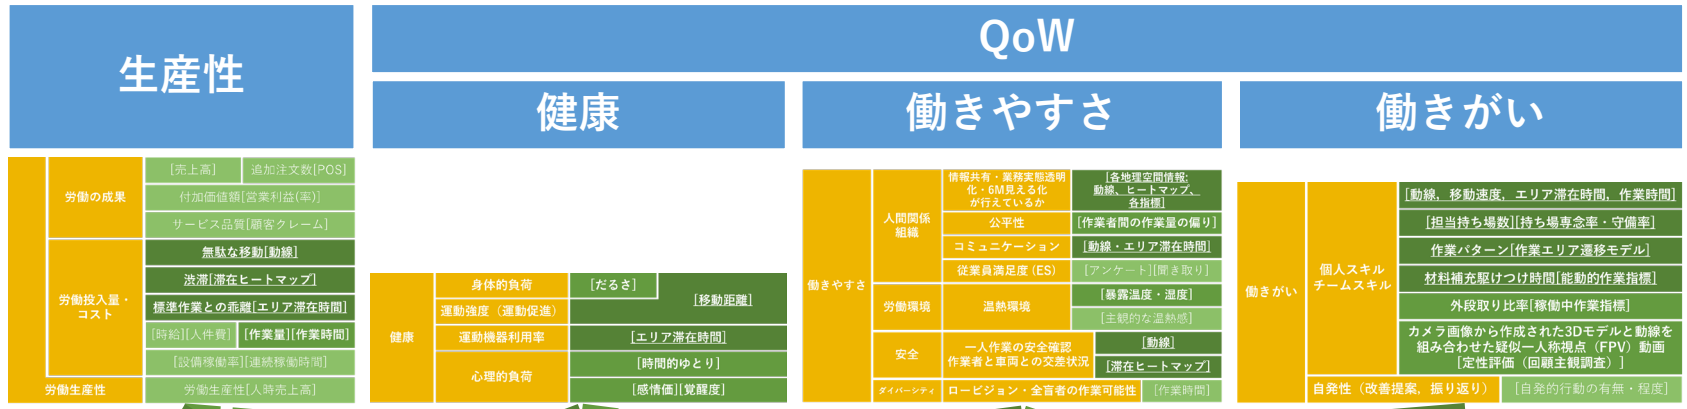 生産性
QoW
健康
働きやすさ
働きがい
労働の成果
[売上高]
追加注文数[POS]
付加価値額[営業利益(率)]
サービス品質[顧客クレーム]
労働投入量・
コスト
無駄な移動[動線]
渋滞[滞在ヒートマップ]
標準作業との乖離[エリア滞在時間]
[時給][人件費]
[作業量][作業時間]
[設備稼働率][連続稼働時間]
労働生産性
労働生産性[人時売上高]
健康
身体的負荷
[だるさ]
[移動距離]
運動強度（運動促進）
運動機器利用率
[エリア滞在時間]
心理的負荷
[時間的ゆとり]
[感情価][覚醒度]
働きやすさ
人間関係
組織
情報共有・業務実態透明
化・6M見える化
が行えているか
[各地理空間情報:
動線、ヒートマップ、
各指標]
公平性
[作業者間の作業量の偏り]
コミュニケーション
[動線・エリア滞在時間]
従業員満足度 (ES)
[アンケート][聞き取り]
労働環境
温熱環境
[暴露温度・湿度]
[主観的な温熱感]
安全
一人作業の安全確認
作業者と車両との交差状況
[動線]
[滞在ヒートマップ]
ダイバーシティ
ロービジョン・全盲者の作業可能性
[作業時間]
働きがい
個人スキル
チームスキル
[動線，移動速度，エリア滞在時間，作業時間]
[担当持ち場数][持ち場専念率・守備率]
作業パターン[作業エリア遷移モデル]
材料補充駆けつけ時間[能動的作業指標]
外段取り比率[稼働中作業指標]
カメラ画像から作成された3Dモデルと動線を
組み合わせた疑似一人称視点（FPV）動画
[定性評価（回顧主観調査）]
自発性（改善提案，振り返り）
[自発的行動の有無・程度]